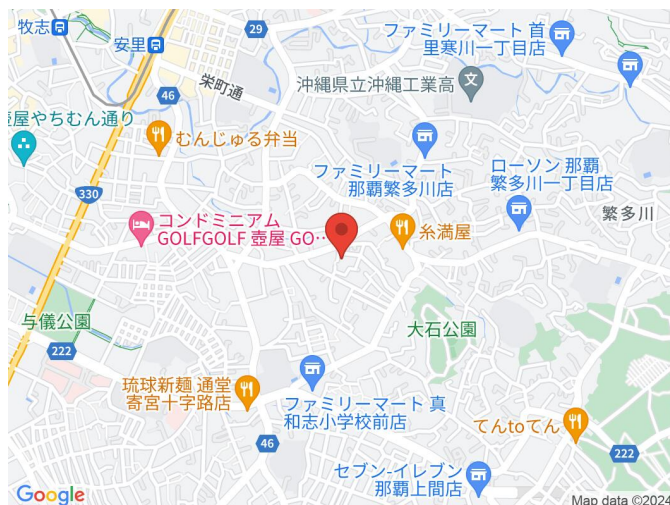 牧志
安里
29
ファミリーマート 首
里寒川一丁目店
栄町通
沖縄県立沖縄工業高
文
46
壺屋やちむん通り
むんじゅる弁当
ファミリーマート
那覇繁多川店
ローソン 那覇
繁多川一丁目店
330
繁多川
コンドミニアム
GOLFGOLF 壺屋 GO…
糸満屋
与儀公園
大石公園
222
琉球新麺 通堂
寄宮十字路店
ファミリーマート 真
和志小学校前店
てんtoてん
46
222
セブン-イレブン
那覇上間店
Google
Map data ©2024